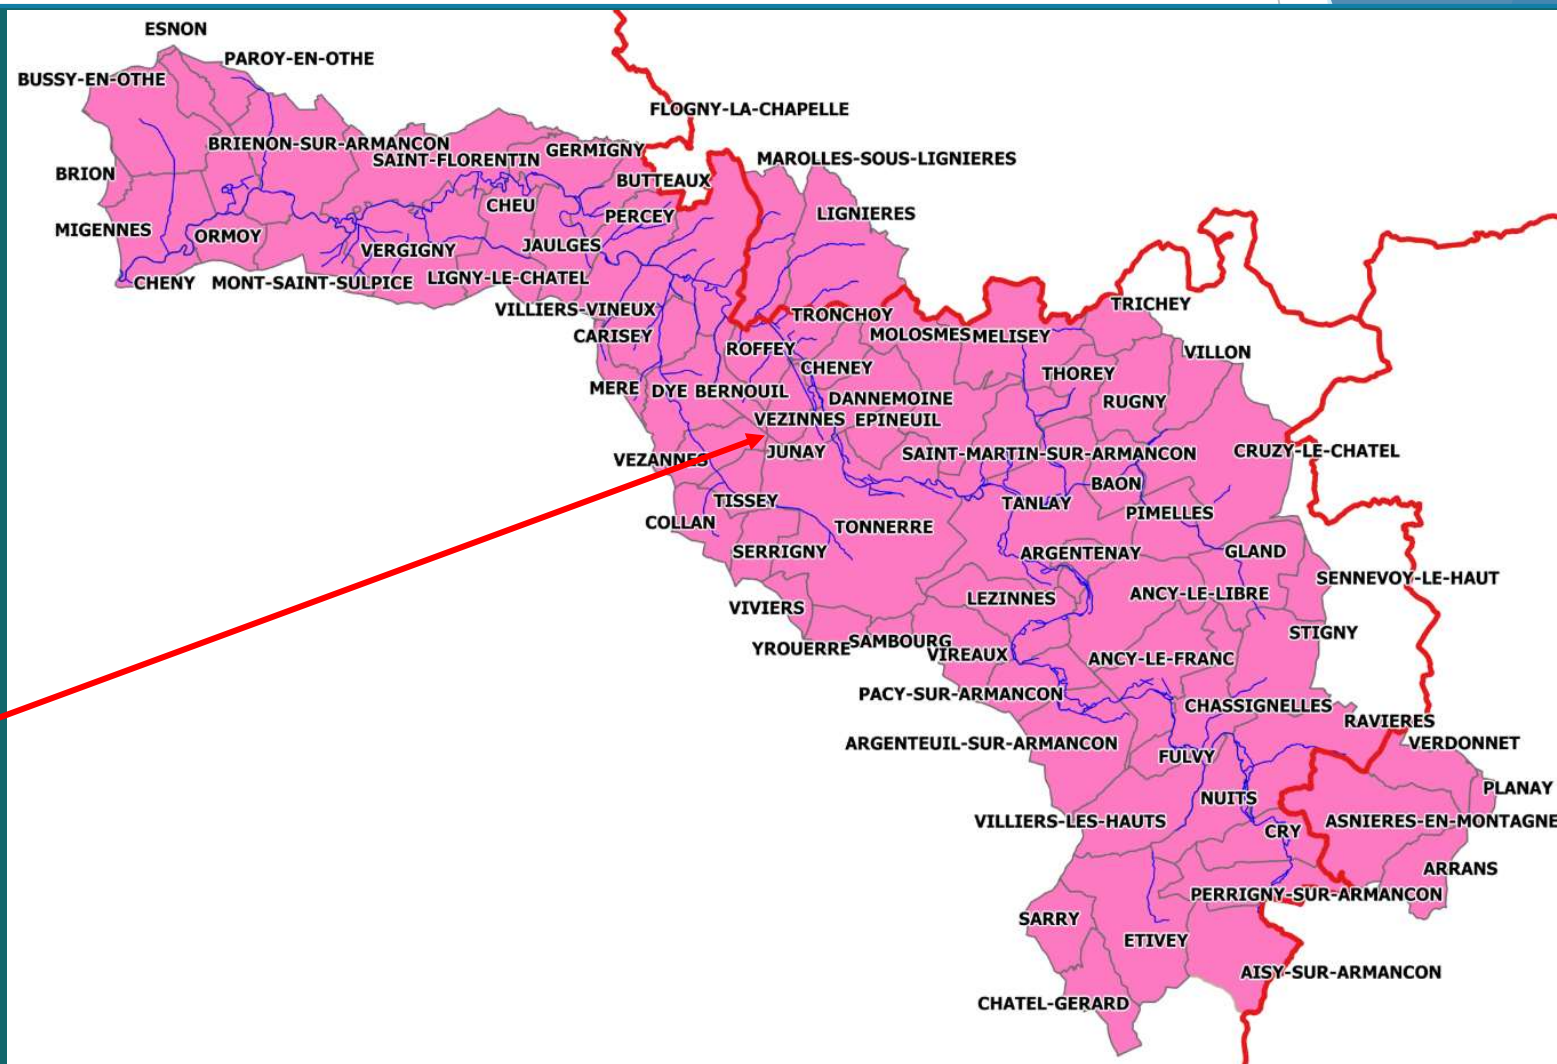 ESNON
PAROY-EN-OTHE
BUSSY-EN-OTHE
FLOGNY-LA-CHAPELLE
BRIENON-SUR-ARMANCON
SAINT-FLORENTIN
GERMIGNY
MAROLLES-SOUS-LIGNIERES
BRION
BUTTEAUX
CHEU
PERCEY
LIGNIERES
MIGENNES
ORMOY
VERGIGNY
JAULGES
CHENY
MONT-SAINT-SULPICE
LIGNY-LE-CHATEL
VILLIERS-VINEUX
TRONCHOY
TRICHEY
CARISEY
ROFFEY
MOLOSMES
MELISEY
VILLON
CHENEY
THOREY
MERE
DYE
BERNOUIL
DANNEMOINE
RUGNY
VEZINNES
EPINEUIL
VEZANNES
JUNAY
SAINT-MARTIN-SUR-ARMANCON
CRUZY-LE-CHATEL
BAON
TISSEY
TANLAY
PIMELLES
COLLAN
TONNERRE
SERRIGNY
ARGENTENAY
GLAND
SENNEVOY-LE-HAUT
VIVIERS
LEZINNES
ANCY-LE-LIBRE
STIGNY
YROUERRE
SAMBOURG
VIREAUX
ANCY-LE-FRANC
PACY-SUR-ARMANCON
CHASSIGNELLES
RAVIERES
ARGENTEUIL-SUR-ARMANCON
VERDONNET
FULVY
NUITS
PLANAY
VILLIERS-LES-HAUTS
CRY
ASNIERES-EN-MONTAGNE
ARRANS
PERRIGNY-SUR-ARMANCON
SARRY
ETIVEY
AISY-SUR-ARMANCON
CHATEL-GERARD